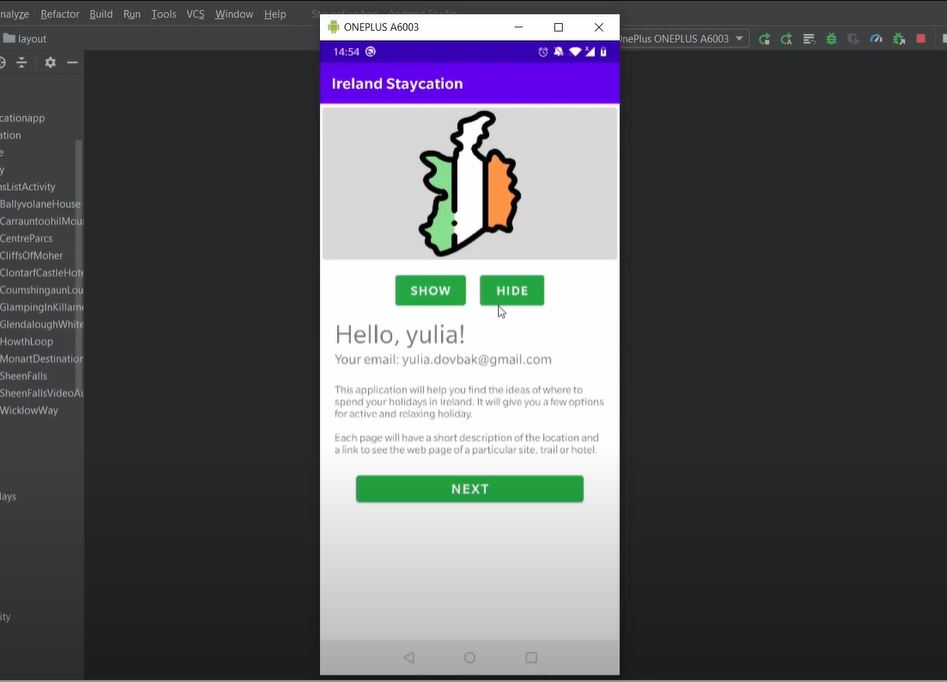 nalyze Refactor Build Run Tools VCS Window Help
ONEPLUS A6003
layout
OnePlus ONEPLUS A6003
14:54
Ireland Staycation
cationapp
ation
e
y
nsListActivity
BallyvolaneHouse
CarrauntoohilMou
CentreParcs
CliffsOfMoher
ClontarfCastleHote
CoumshingaunLou
GlampingInKillarne
GlendaloughWhite
HowthLoop
MonartDestination
SheenFalls
SheenFallsVideoAc
WicklowWay
lays
ity
SHOW HIDE
Hello, yulia!
Your email: yulia.dovbak@gmail.com
This application will help you find the ideas of where to
spend your holidays in Ireland. It will give you a few options
for active and relaxing holiday.
Each page will have a short description of the location and
a link to see the web page of a particular site, trail or hotel.
NEXT